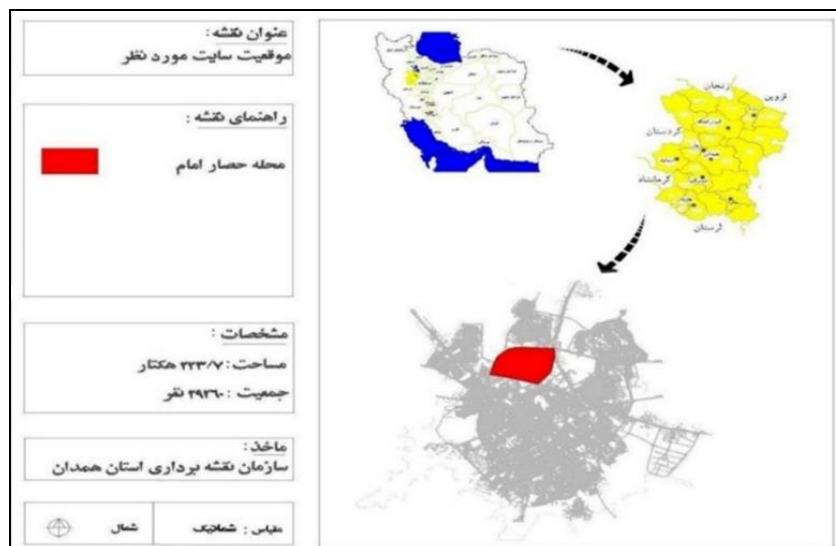 عنوان نقشه :
موقعیت سایت مورد نظر
راهنمای نقشه :
محله حصار امام
مشخصات :
مساحت : ۲۲۳/۷ هکتار
جمعیت : ۲۹۲۶۰ نفر
ماخذ :
سازمان نقشه برداری استان همدان
مقیاس : شماتیک
شمال
زنجان
قزوین
کردستان
کرمانشاه
لرستان